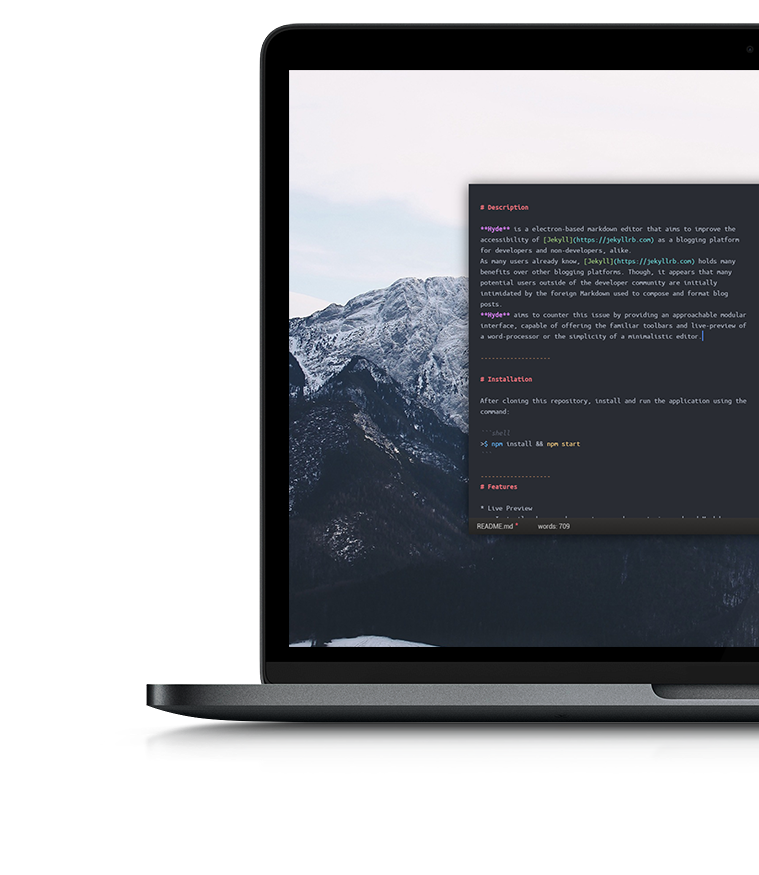 # Description
**Hyde** is a electron-based markdown editor that aims to improve the
accessibility of [Jekyll](https://jekyllrb.com) as a blogging platform
for developers and non-developers, alike.
As many users already know, [Jekyll](https://jekyllrb.com) holds many
benefits over other blogging platforms. Though, it appears that many
potential users outside of the developer community are initially
intimidated by the foreign Markdown used to compose and format blog
posts.
**Hyde** aims to counter this issue by providing an approachable modular
interface, capable of offering the familiar toolbars and live-preview of
a word-processor or the simplicity of a minimalistic editor.
-------------------
# Installation
After cloning this repository, install and run the application using the
command:
```shell
>$ npm install && npm start
```
-------------------
# Features
* Live Preview
README.md * words: 709